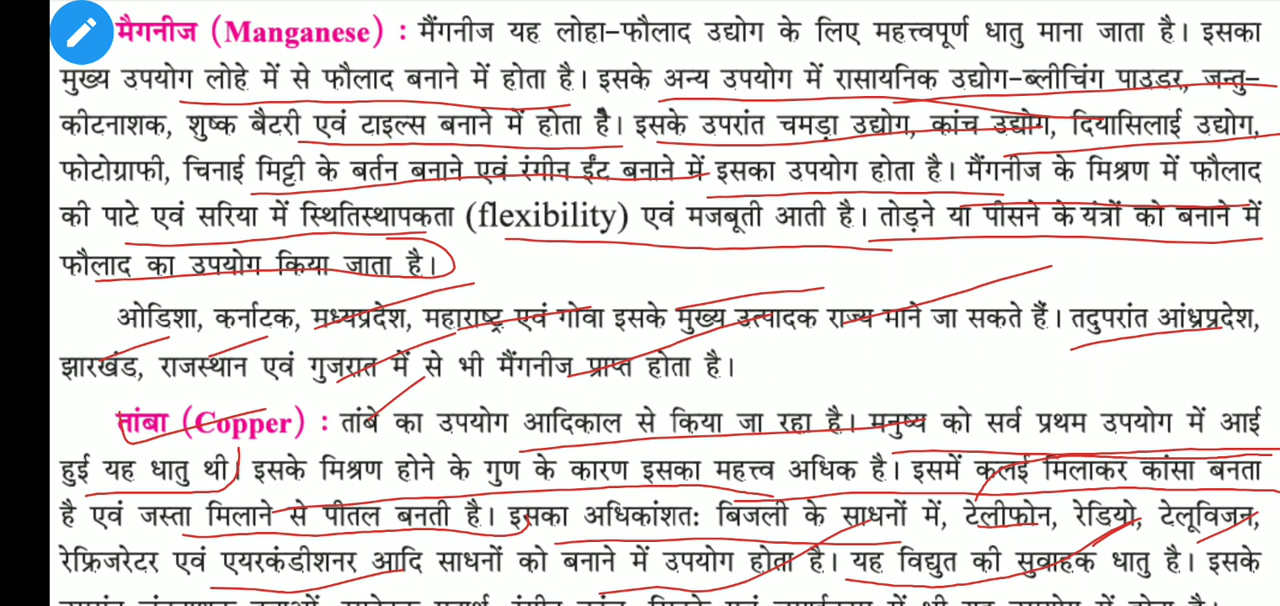 मैगनीज (Manganese) : मैंगनीज यह लोहा-फौलाद उद्योग के लिए महत्त्वपूर्ण धातु माना जाता है। इसका
मुख्य उपयोग लोहे में से फौलाद बनाने में होता है। इसके अन्य उपयोग में रासायनिक उद्योग-ब्लीचिंग पाउडर, जन्तु-
कीटनाशक, शुष्क बैटरी एवं टाइल्स बनाने में होता है। इसके उपरांत चमड़ा उद्योग, कांच उद्योग, दियासिलाई उद्योग,
फोटोग्राफी, चिनाई मिट्टी के बर्तन बनाने एवं रंगीन ईंट बनाने में इसका उपयोग होता है। मैंगनीज के मिश्रण में फौलाद
की पाटे एवं सरिया में स्थितिस्थापकता (flexibility) एवं मजबूती आती है। तोड़ने या पीसने के यंत्रों को बनाने में
फौलाद का उपयोग किया जाता है।
ओडिशा, कर्नाटक, मध्यप्रदेश, महाराष्ट्र एवं गोवा इसके मुख्य उत्पादक राज्य माने जा सकते हैं। तदुपरांत आंध्रप्रदेश,
झारखंड, राजस्थान एवं गुजरात में से भी मैंगनीज प्राप्त होता है।
तांबा (Copper) : तांबे का उपयोग आदिकाल से किया जा रहा है। मनुष्य को सर्व प्रथम उपयोग में आई
हुई यह धातु थी। इसके मिश्रण होने के गुण के कारण इसका महत्त्व अधिक है। इसमें कलई मिलाकर कांसा बनता
है एवं जस्ता मिलाने से पीतल बनती है। इसका अधिकांशतः बिजली के साधनों में, टेलीफोन, रेडियो, टेलूविजन,
रेफ्रिजरेटर एवं एयरकंडीशनर आदि साधनों को बनाने में उपयोग होता है। यह विद्युत की सुवाहक धातु है। इसके